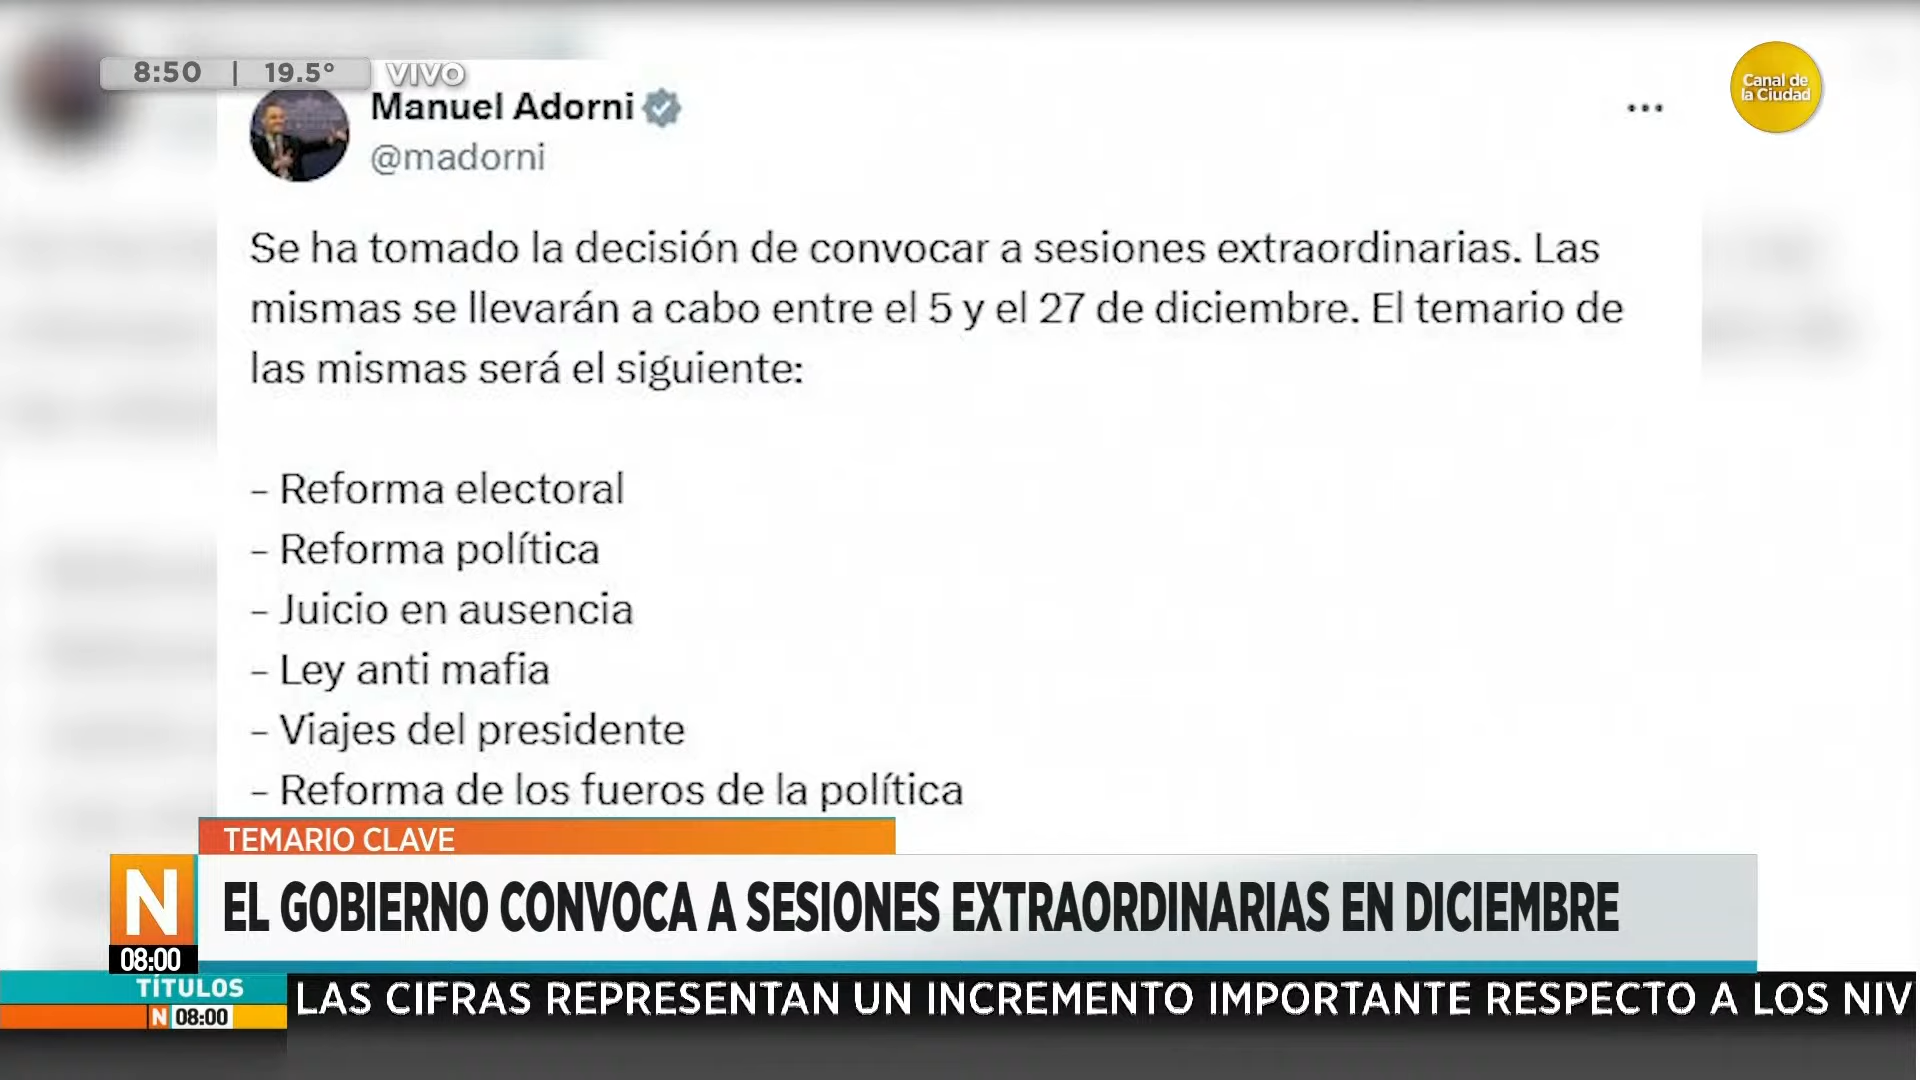 8:50 | 19.5° VIVO
Canal de
la Ciudad
Manuel Adorni
@madorni
Se ha tomado la decisión de convocar a sesiones extraordinarias. Las
mismas se llevarán a cabo entre el 5 y el 27 de diciembre. El temario de
las mismas será el siguiente:
– Reforma electoral
– Reforma política
– Juicio en ausencia
– Ley anti mafia
– Viajes del presidente
– Reforma de los fueros de la política
TEMARIO CLAVE
N
08:00
EL GOBIERNO CONVOCA A SESIONES EXTRAORDINARIAS EN DICIEMBRE
TÍTULOS
N 08:00
LAS CIFRAS REPRESENTAN UN INCREMENTO IMPORTANTE RESPECTO A LOS NIV